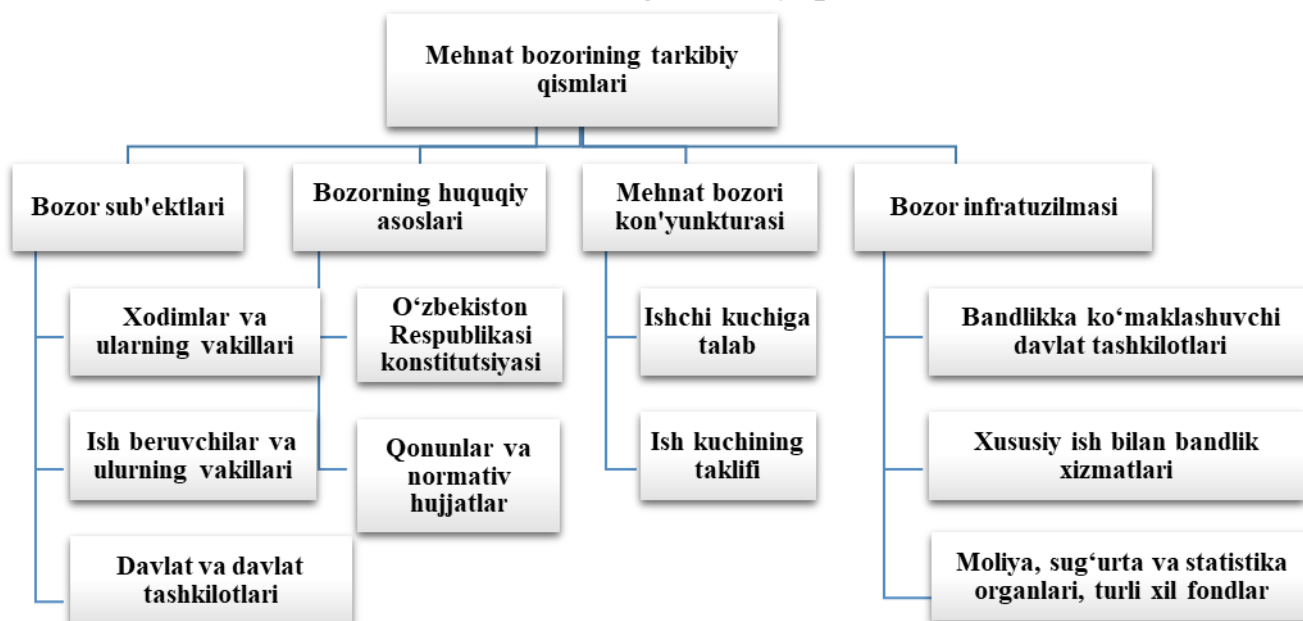 Mehnat bozorining tarkibiy
qismlari
Bozor sub'ektlari
Bozorning huquqiy
asoslari
Mehnat bozori
kon'yunkturasi
Bozor infratuzilmasi
Xodimlar va
ularning vakillari
Ish beruvchilar va
ulurning vakillari
Davlat va davlat
tashkilotlari
O‘zbekiston
Respublikasi
konstitutsiyasi
Qonunlar va
normativ
hujjatlar
Ishchi kuchiga
talab
Ish kuchining
taklifi
Bandlikka ko‘maklashuvchi
davlat tashkilotlari
Xususiy ish bilan bandlik
xizmatlari
Moliya, sug‘urta va statistika
organlari, turli xil fondlar